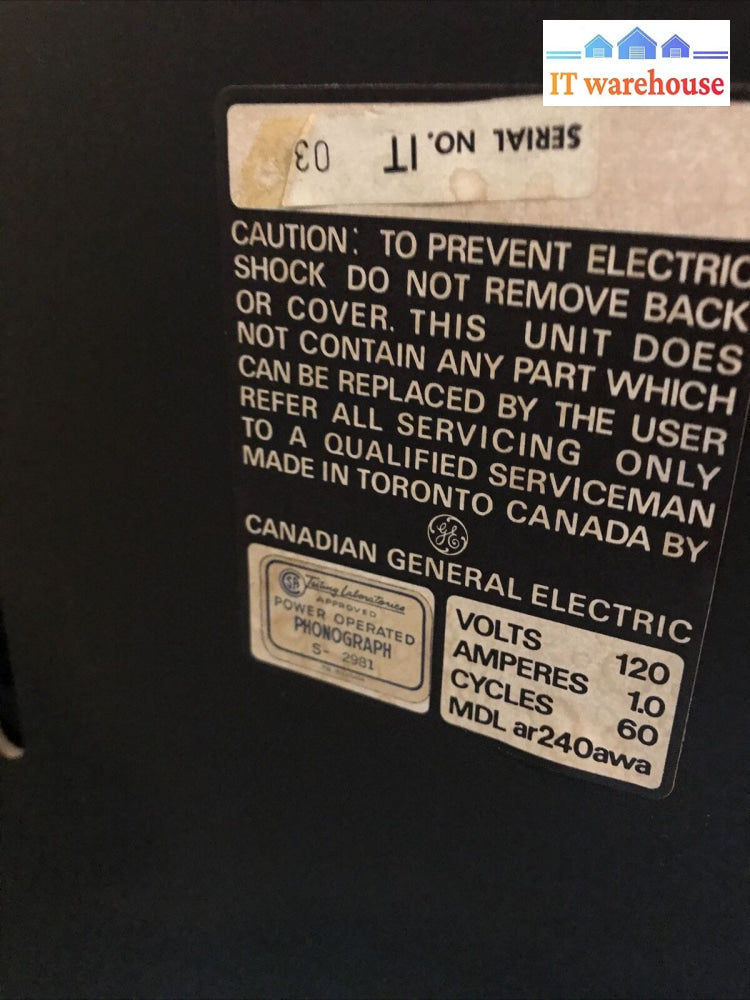 IT warehouse
SERIAL NO. IT 03
CAUTION: TO PREVENT ELECTRIC
SHOCK DO NOT REMOVE BACK
OR COVER. THIS UNIT DOES
NOT CONTAIN ANY PART WHICH
CAN BE REPLACED BY THE USER
REFER ALL SERVICING ONLY
TO A QUALIFIED SERVICEMAN
MADE IN TORONTO CANADA BY
GE
CANADIAN GENERAL ELECTRIC
Testing Laboratories
APPROVED
POWER OPERATED
PHONOGRAPH
S- 2981
VOLTS 120
AMPERES 1.0
CYCLES 60
MDL ar240awa